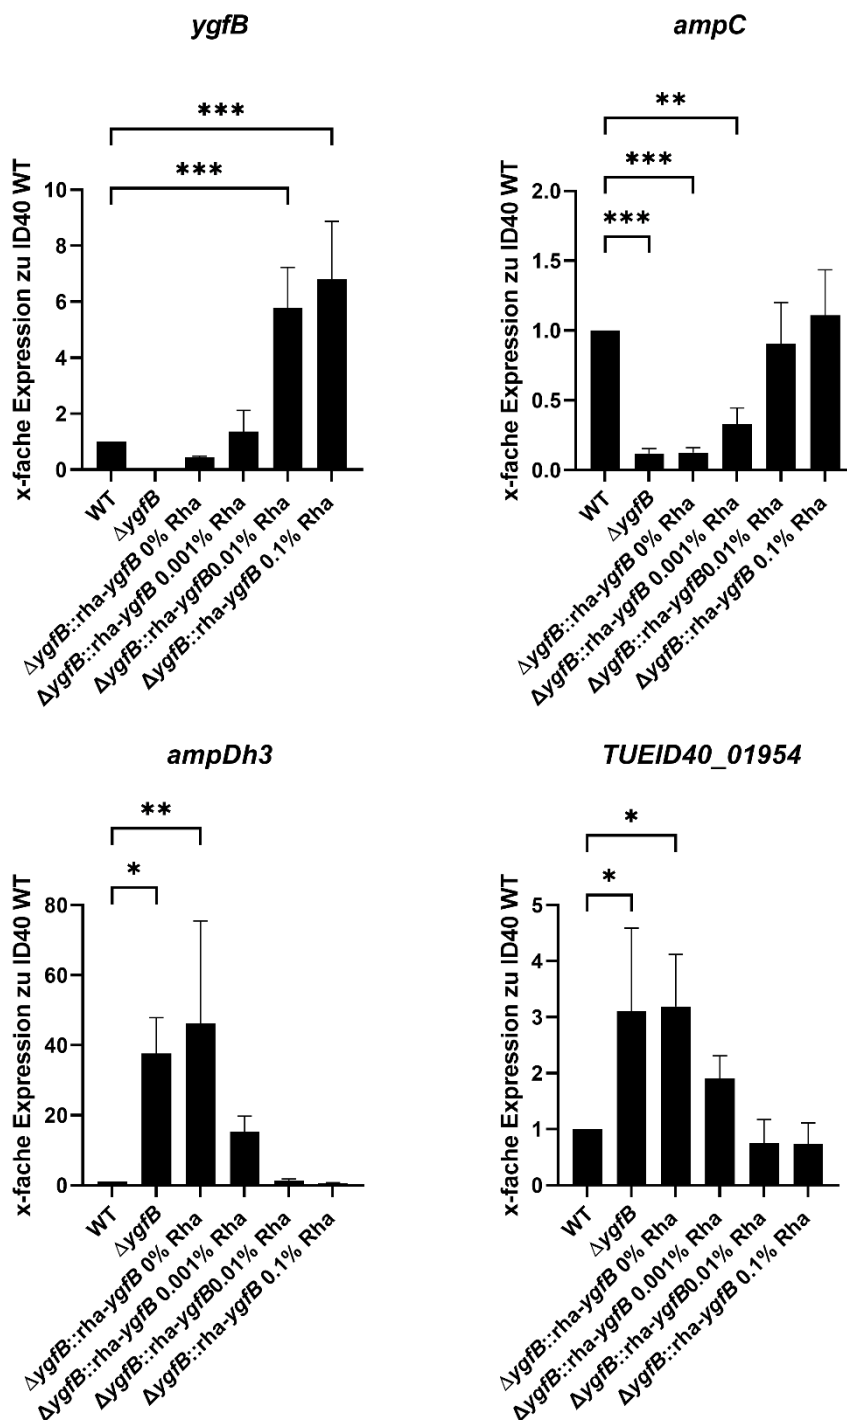 ygfB
***
***
x-fache Expression zu ID40 WT
10
8
6
4
2
0
WT
ΔygfB
ΔygfB::rha-ygfB 0% Rha
ΔygfB::rha-ygfB 0.001% Rha
ΔygfB::rha-ygfB0.01% Rha
ΔygfB::rha-ygfB 0.1% Rha
ampC
**
***
***
x-fache Expression zu ID40 WT
2.0
1.5
1.0
0.5
0.0
WT
ΔygfB
ΔygfB::rha-ygfB 0% Rha
ΔygfB::rha-ygfB 0.001% Rha
ΔygfB::rha-ygfB0.01% Rha
ΔygfB::rha-ygfB 0.1% Rha
ampDh3
**
*
x-fache Expression zu ID40 WT
80
60
40
20
0
WT
ΔygfB
ΔygfB::rha-ygfB 0% Rha
ΔygfB::rha-ygfB 0.001% Rha
ΔygfB::rha-ygfB0.01% Rha
ΔygfB::rha-ygfB 0.1% Rha
TUEID40_01954
*
*
x-fache Expression zu ID40 WT
5
4
3
2
1
0
WT
ΔygfB
ΔygfB::rha-ygfB 0% Rha
ΔygfB::rha-ygfB 0.001% Rha
ΔygfB::rha-ygfB0.01% Rha
ΔygfB::rha-ygfB 0.1% Rha